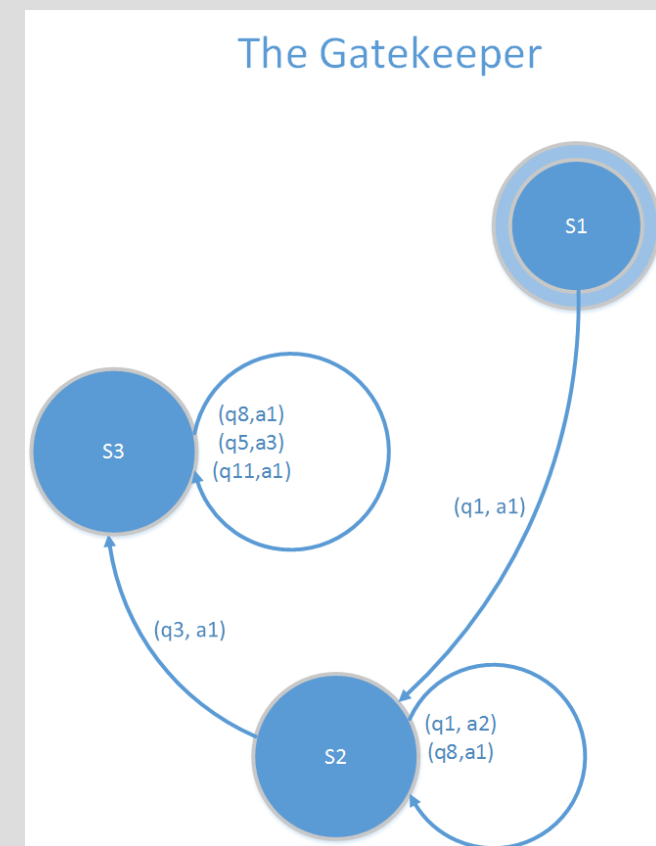 The Gatekeeper
S1
(q8,a1)
(q5,a3)
(q11,a1)
S3
(q1, a1)
(q3, a1)
(q1, a2)
(q8,a1)
S2